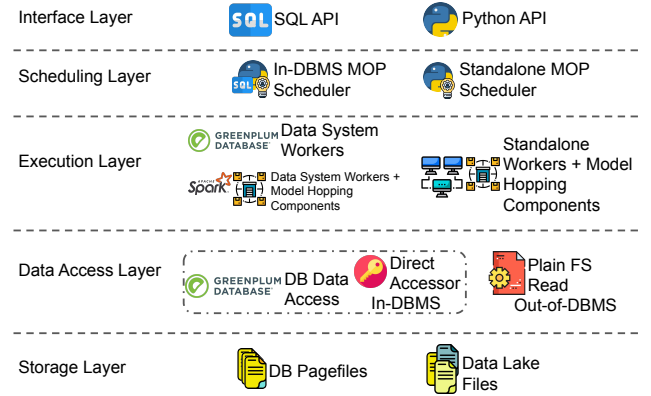 Interface Layer
SQL
SQL API
Python API
Scheduling Layer
SQL
In-DBMS MOP
Scheduler
Standalone MOP
Scheduler
Execution Layer
GREENPLUM
DATABASE
Data System
Workers
APACHE
Spark
Data System Workers +
Model Hopping
Components
Standalone
Workers + Model
Hopping
Components
Data Access Layer
GREENPLUM
DATABASE
DB Data
Access
Direct
Accessor
In-DBMS
Plain FS
Read
Out-of-DBMS
Storage Layer
DB Pagefiles
Data Lake
Files